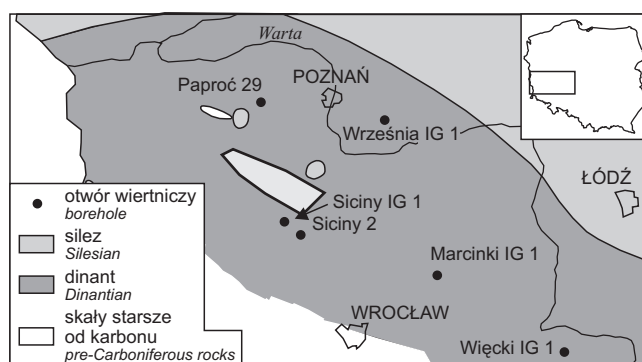 Warta
POZNAŃ
Paproć 29
Września IG 1
ŁÓDŹ
Siciny IG 1
Siciny 2
Marcinki IG 1
WROCŁAW
Więcki IG 1
otwór wiertniczy
borehole
silez
Silesian
dinant
Dinantian
skały starsze
od karbonu
pre-Carboniferous rocks